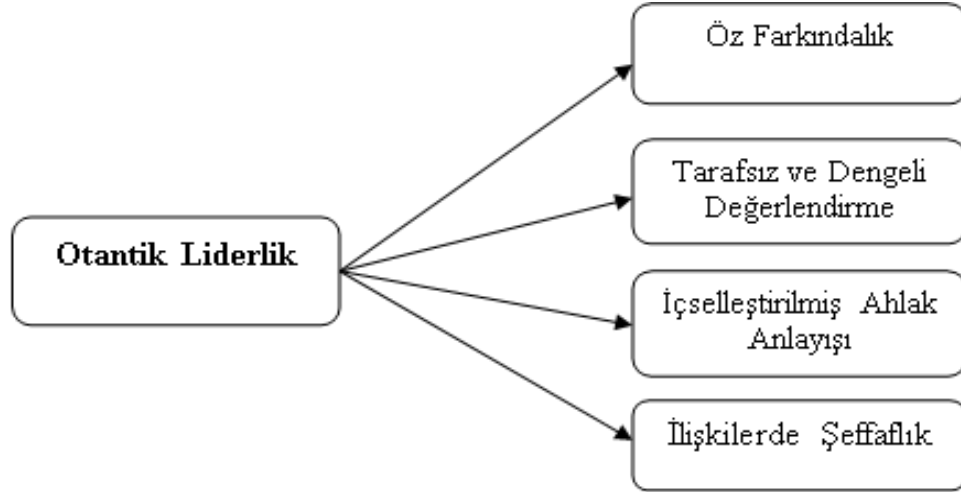 Öz Farkındalık
Tarafsız ve Dengeli
Değerlendirme
Otantik Liderlik
İçselleştirilmiş Ahlak
Anlayışı
İlişkilerde Şeffaflık